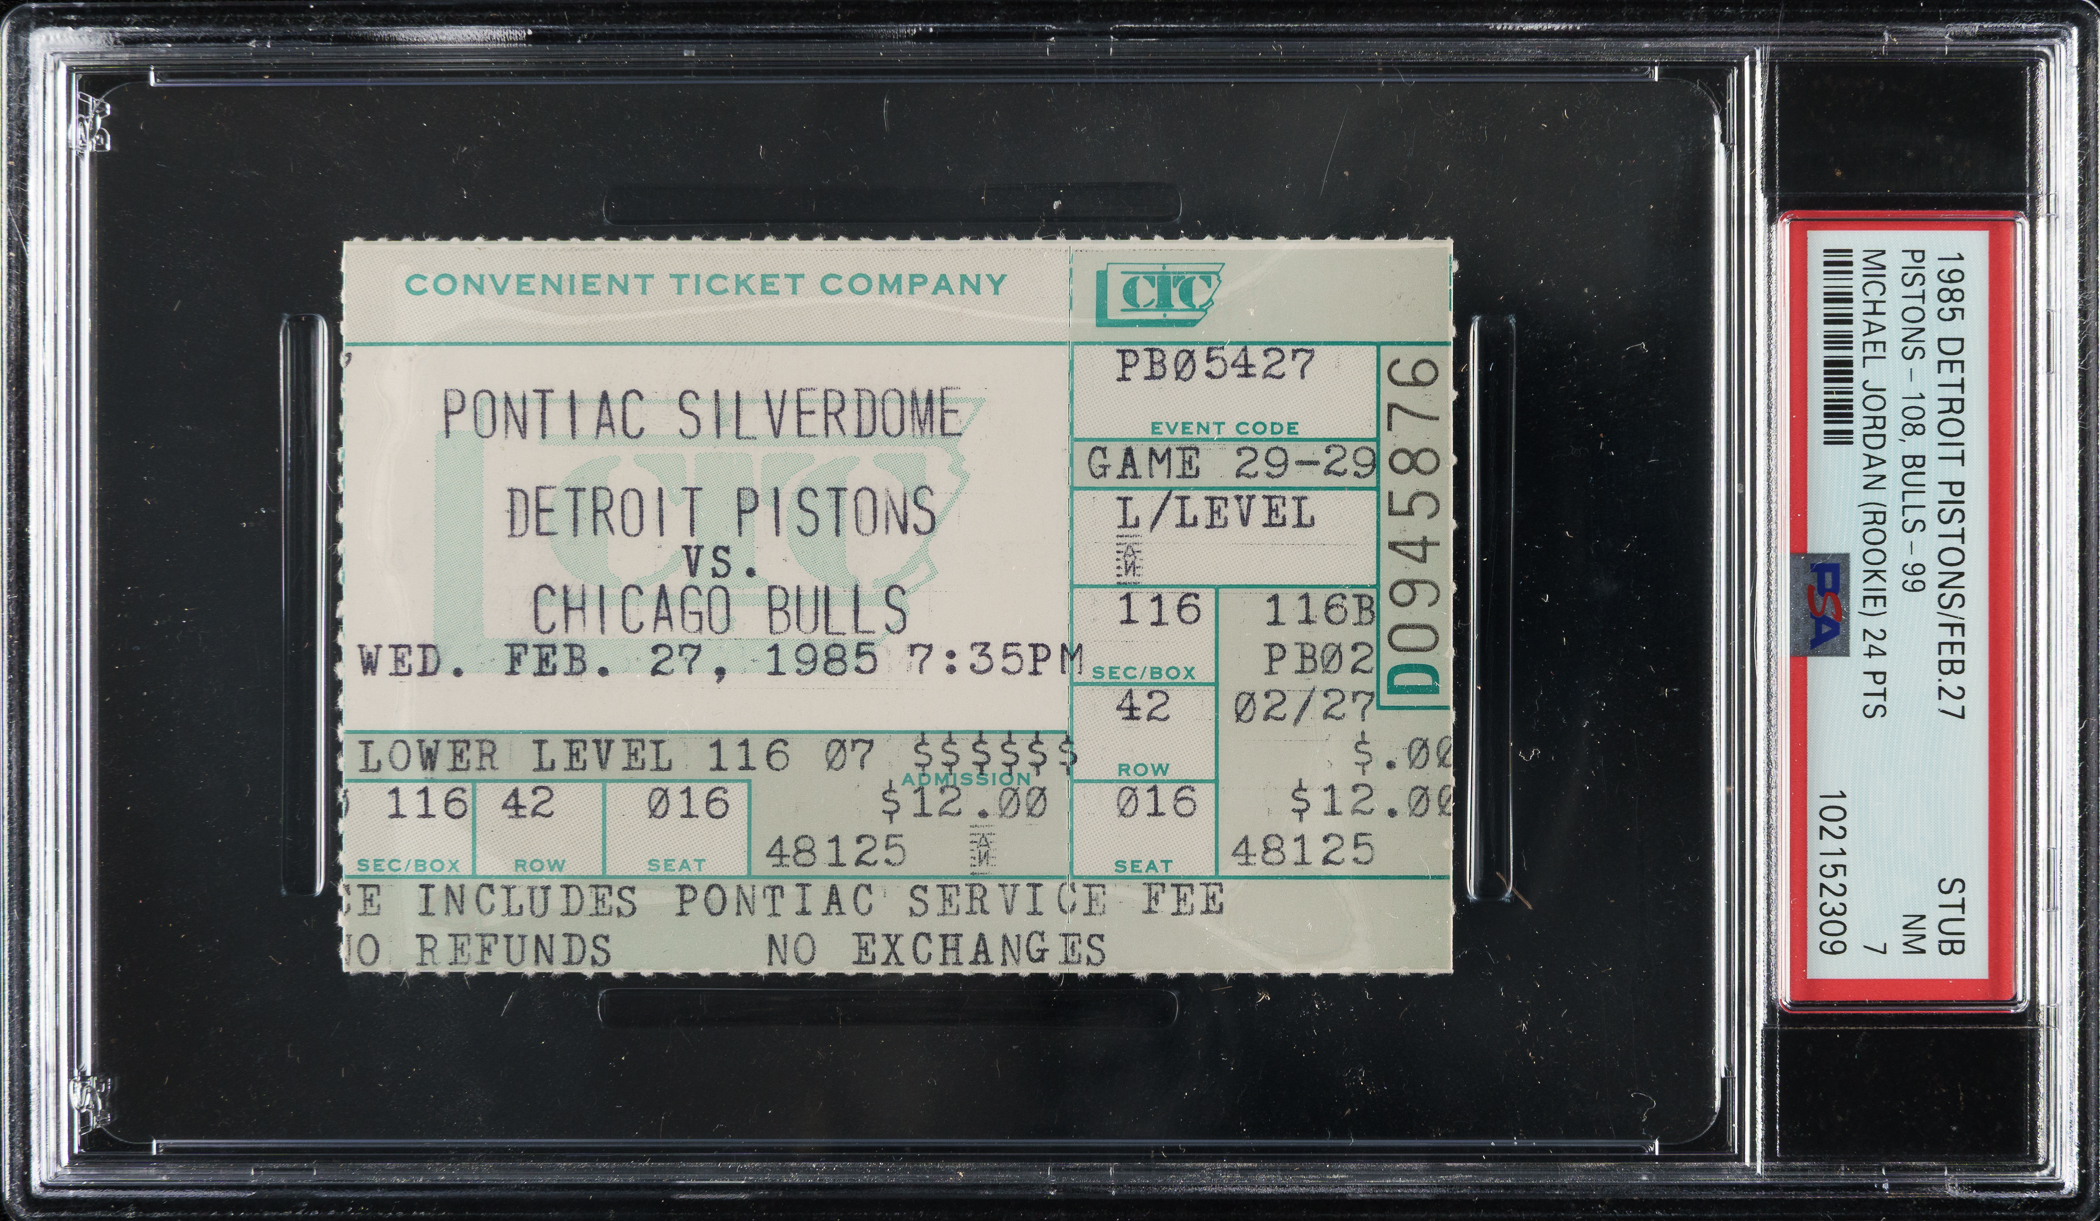 CONVENIENT TICKET COMPANY
CTC
PONTIAC SILVERDOME
DETROIT PISTONS
VS.
CHICAGO BULLS
WED. FEB. 27, 1985 7:35PM
LOWER LEVEL 116 07 $$$$$$
ADMISSION
116 42 016 $12.00
48125
SEC/BOX ROW SEAT
CE INCLUDES PONTIAC SERVICE FEE
NO REFUNDS NO EXCHANGES
PB05427
EVENT CODE
GAME 29-29
L/LEVEL
116 116B
SEC/BOX PB02
42 02/27
ROW $.00
016 $12.00
SEAT 48125
D0945876
1985 DETROIT PISTONS/FEB.27 STUB
PISTONS - 108, BULLS - 99 NM
MICHAEL JORDAN (ROOKIE) 24 PTS 7
PSA 102152309